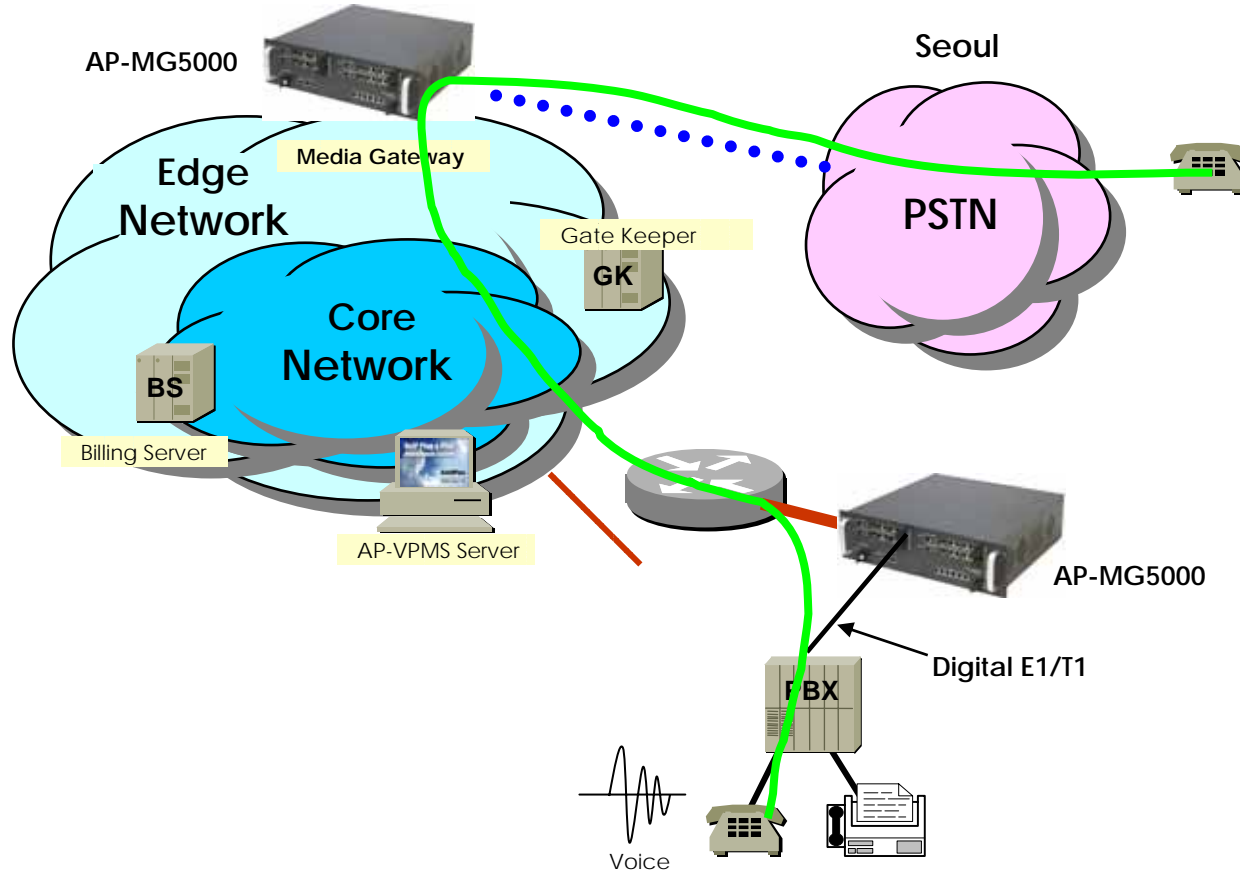 AP-MG5000
Seoul
Media Gateway
Edge
Network
PSTN
Gate Keeper
GK
Core
Network
BS
Billing Server
AP-VPMS Server
AP-MG5000
Digital E1/T1
PBX
Voice